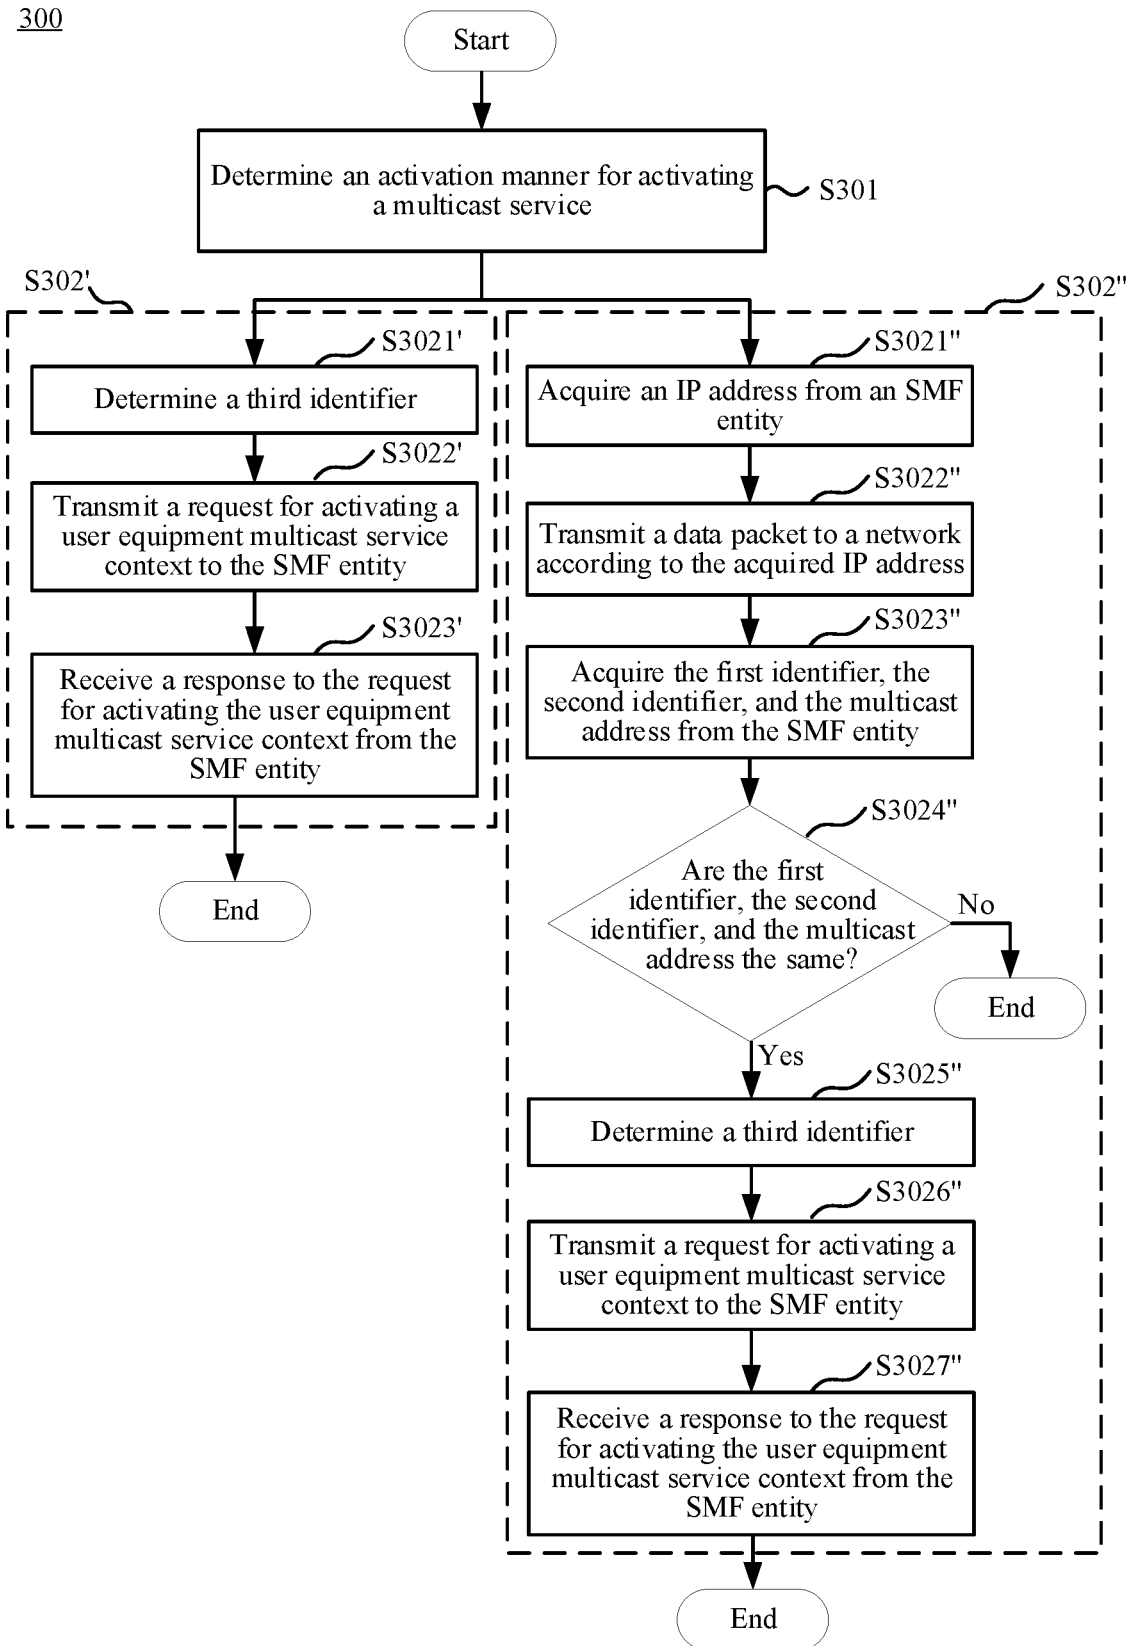 300
Start
Determine an activation manner for activating
a multicast service
S301
S302'
S3021'
Determine a third identifier
S3022'
Transmit a request for activating a
user equipment multicast service
context to the SMF entity
S3023'
Receive a response to the request
for activating the user equipment
multicast service context from the
SMF entity
End
S302"
S3021"
Acquire an IP address from an SMF
entity
S3022"
Transmit a data packet to a network
according to the acquired IP address
S3023"
Acquire the first identifier, the
second identifier, and the multicast
address from the SMF entity
S3024"
Are the first
identifier, the second
identifier, and the multicast
address the same?
No
End
Yes
S3025"
Determine a third identifier
S3026"
Transmit a request for activating a
user equipment multicast service
context to the SMF entity
S3027"
Receive a response to the request
for activating the user equipment
multicast service context from the
SMF entity
End